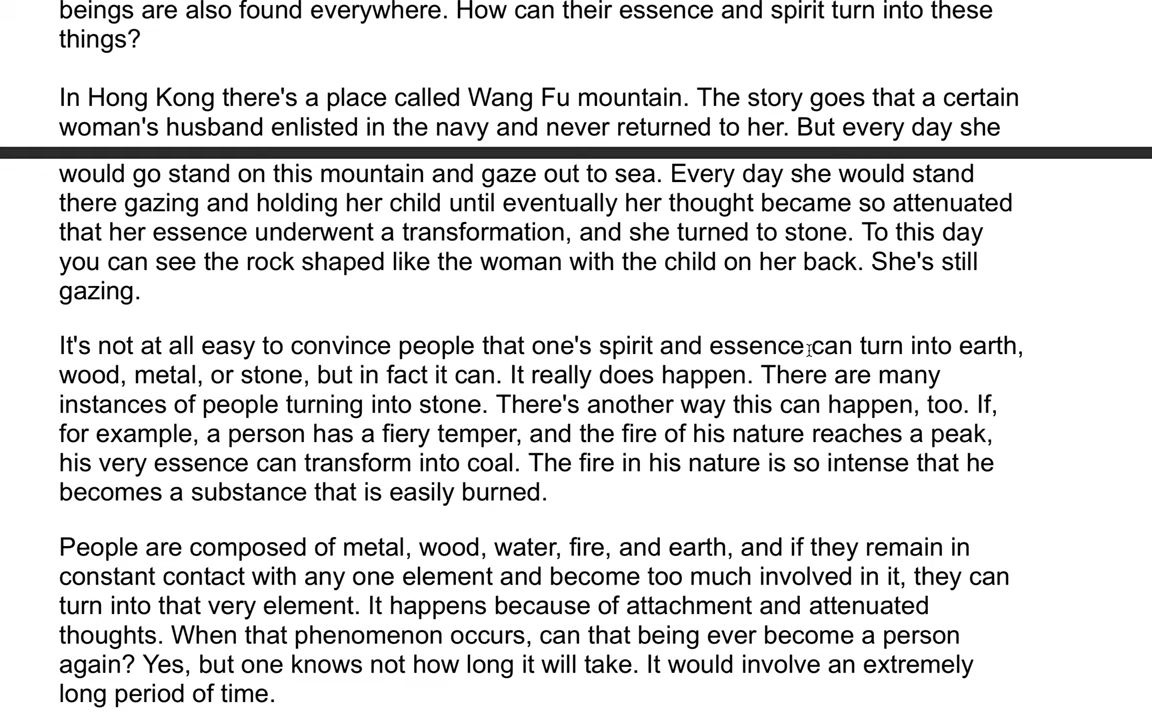 beings are also found everywhere. How can their essence and spirit turn into these
things?
In Hong Kong there's a place called Wang Fu mountain. The story goes that a certain
woman's husband enlisted in the navy and never returned to her. But every day she
would go stand on this mountain and gaze out to sea. Every day she would stand
there gazing and holding her child until eventually her thought became so attenuated
that her essence underwent a transformation, and she turned to stone. To this day
you can see the rock shaped like the woman with the child on her back. She's still
gazing.
It's not at all easy to convince people that one's spirit and essence can turn into earth,
wood, metal, or stone, but in fact it can. It really does happen. There are many
instances of people turning into stone. There's another way this can happen, too. If,
for example, a person has a fiery temper, and the fire of his nature reaches a peak,
his very essence can transform into coal. The fire in his nature is so intense that he
becomes a substance that is easily burned.
People are composed of metal, wood, water, fire, and earth, and if they remain in
constant contact with any one element and become too much involved in it, they can
turn into that very element. It happens because of attachment and attenuated
thoughts. When that phenomenon occurs, can that being ever become a person
again? Yes, but one knows not how long it will take. It would involve an extremely
long period of time.